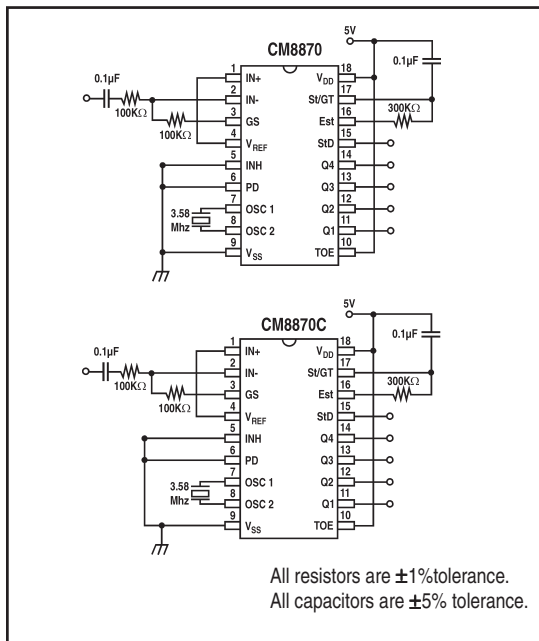 5V
CM8870
0.1µF
0.1µF
100KΩ
100KΩ
300KΩ
3.58
Mhz
1 IN+
2 IN-
3 GS
4 VREF
5 INH
6 PD
7 OSC 1
8 OSC 2
9 VSS
18 VDD
17 St/GT
16 Est
15 StD
14 Q4
13 Q3
12 Q2
11 Q1
10 TOE
5V
CM8870C
0.1µF
0.1µF
100KΩ
100KΩ
300KΩ
3.58
Mhz
1 IN+
2 IN-
3 GS
4 VREF
5 INH
6 PD
7 OSC 1
8 OSC 2
9 VSS
18 VDD
17 St/GT
16 Est
15 StD
14 Q4
13 Q3
12 Q2
11 Q1
10 TOE
All resistors are ±1%tolerance.
All capacitors are ±5% tolerance.